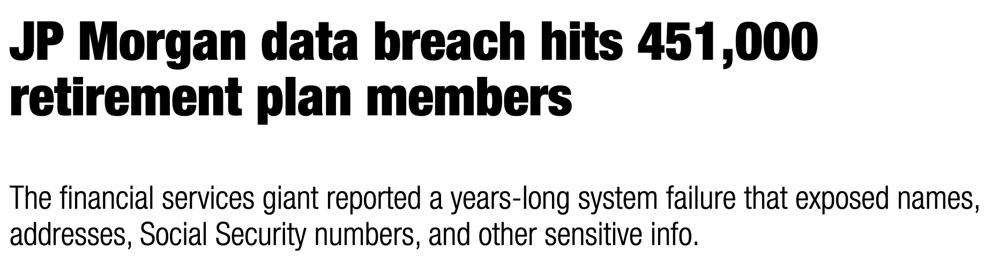 JP Morgan data breach hits 451,000
retirement plan members
The financial services giant reported a years-long system failure that exposed names,
addresses, Social Security numbers, and other sensitive info.